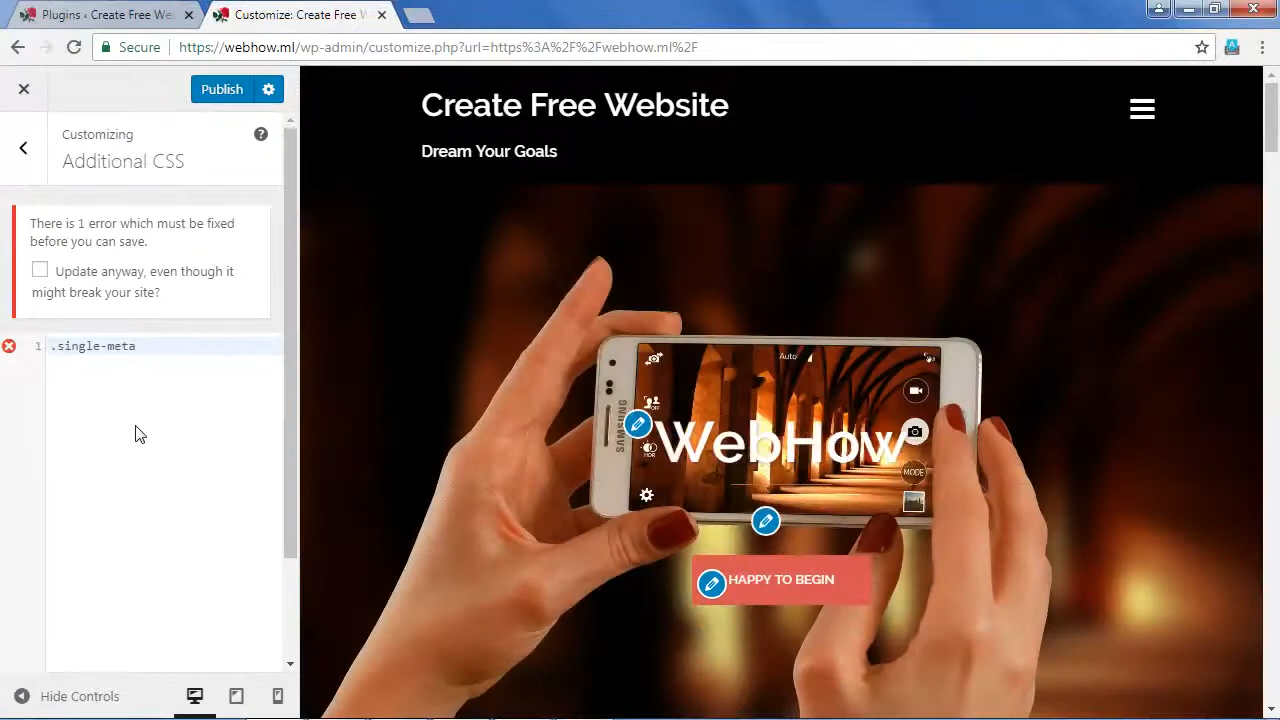 Plugins ‹ Create Free We
Customize: Create Free W
Secure
https://webhow.ml/wp-admin/customize.php?url=https%3A%2F%2Fwebhow.ml%2F
Publish
Customizing
Additional CSS
There is 1 error which must be fixed
before you can save.
Update anyway, even though it
might break your site?
1 .single-meta
Hide Controls
Create Free Website
Dream Your Goals
Auto
SAMSUNG
OFF
HDR
MODE
WebHow
HAPPY TO BEGIN